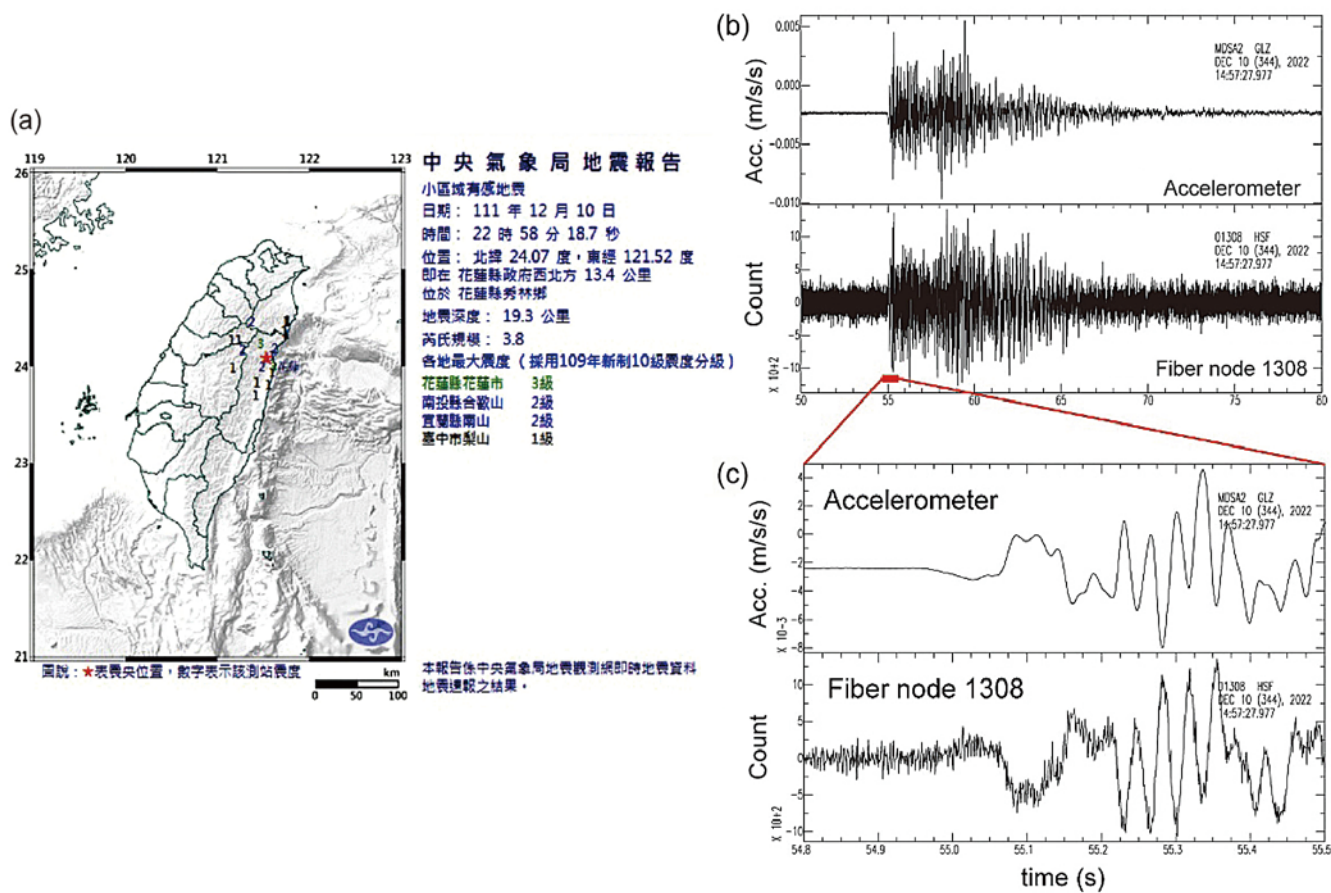 (a)
119 120 121 122 123
26
25
24
23
22
21
中央氣象局地震報告
小區域有感地震
日期： 111 年 12 月 10 日
時間： 22 時 58 分 18.7 秒
位置： 北緯 24.07 度，東經 121.52 度
即在 花蓮縣政府西北方 13.4 公里
位於 花蓮縣秀林鄉
地震深度： 19.3 公里
芮氏規模： 3.8
各地最大震度（採用109年新制10級震度分級）
花蓮縣花蓮市 3級
南投縣合歡山 2級
宜蘭縣南山 2級
臺中市梨山 1級
圖說：★表震央位置，數字表示該測站震度
km
0 50 100
本報告係中央氣象局地震觀測網即時地震資料
地震速報之結果。
(b)
Acc. (m/s/s)
0.005
0.000
-0.005
-0.010
MDSA2 GLZ
DEC 10 (344), 2022
14:57:27.977
Accelerometer
Count
10
5
0
-5
-10
X 10+2
01308 HSF
DEC 10 (344), 2022
14:57:27.977
Fiber node 1308
50 55 60 65 70 75 80
(c)
Accelerometer
Acc. (m/s/s)
4
2
0
-2
-4
-6
-8
X 10-3
MDSA2 GLZ
DEC 10 (344), 2022
14:57:27.977
Fiber node 1308
Count
10
5
0
-5
-10
X 10+2
01308 HSF
DEC 10 (344), 2022
14:57:27.977
54.8 54.9 55.0 55.1 55.2 55.3 55.4 55.5
time (s)